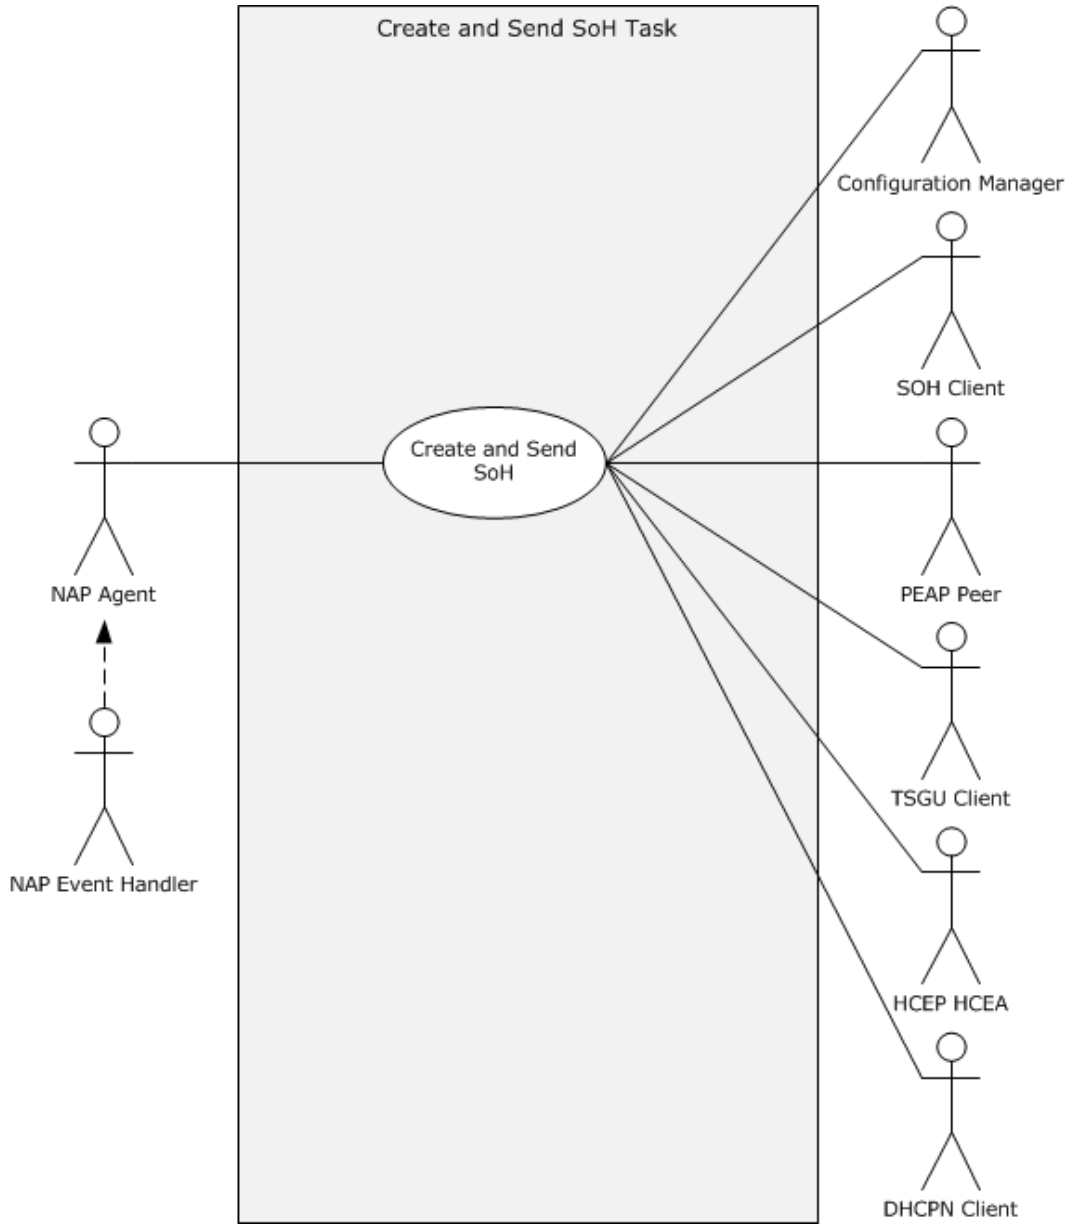 Create and Send SoH Task
Configuration Manager
SOH Client
Create and Send
SoH
NAP Agent
PEAP Peer
TSGU Client
NAP Event Handler
HCEP HCEA
DHCPN Client